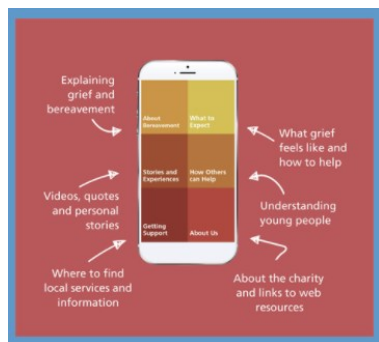 Explaining
grief and
bereavement
About
Bereavement
What to
Expect
What grief
feels like and
how to help
Stories and
Experiences
How Others
can Help
Videos, quotes
and personal
stories
Understanding
young people
Getting
Support
About Us
Where to find
local services and
information
About the charity
and links to web
resources